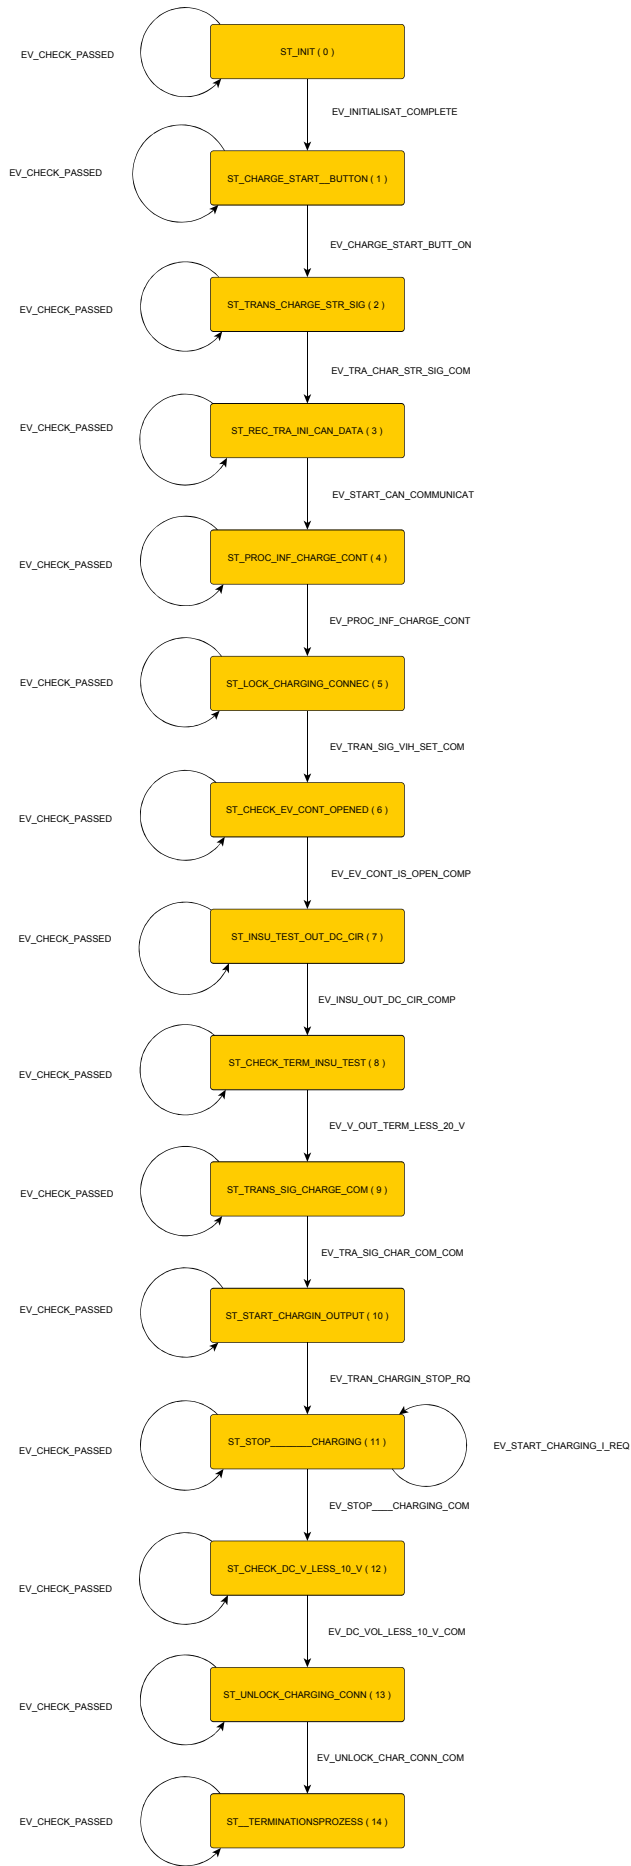 ST_INIT ( 0 )
EV_CHECK_PASSED
EV_INITIALISAT_COMPLETE
EV_CHECK_PASSED
ST_CHARGE_START__BUTTON ( 1 )
EV_CHARGE_START_BUTT_ON
ST_TRANS_CHARGE_STR_SIG ( 2 )
EV_CHECK_PASSED
EV_TRA_CHAR_STR_SIG_COM
EV_CHECK_PASSED
ST_REC_TRA_INI_CAN_DATA ( 3 )
EV_START_CAN_COMMUNICAT
ST_PROC_INF_CHARGE_CONT ( 4 )
EV_CHECK_PASSED
EV_PROC_INF_CHARGE_CONT
EV_CHECK_PASSED
ST_LOCK_CHARGING_CONNEC ( 5 )
EV_TRAN_SIG_VIH_SET_COM
ST_CHECK_EV_CONT_OPENED ( 6 )
EV_CHECK_PASSED
EV_EV_CONT_IS_OPEN_COMP
ST_INSU_TEST_OUT_DC_CIR ( 7 )
EV_CHECK_PASSED
EV_INSU_OUT_DC_CIR_COMP
ST_CHECK_TERM_INSU_TEST ( 8 )
EV_CHECK_PASSED
EV_V_OUT_TERM_LESS_20_V
ST_TRANS_SIG_CHARGE_COM ( 9 )
EV_CHECK_PASSED
EV_TRA_SIG_CHAR_COM_COM
EV_CHECK_PASSED
ST_START_CHARGIN_OUTPUT ( 10 )
EV_TRAN_CHARGIN_STOP_RQ
ST_STOP_______CHARGING ( 11 )
EV_START_CHARGING_I_REQ
EV_CHECK_PASSED
EV_STOP____CHARGING_COM
ST_CHECK_DC_V_LESS_10_V ( 12 )
EV_CHECK_PASSED
EV_DC_VOL_LESS_10_V_COM
ST_UNLOCK_CHARGING_CONN ( 13 )
EV_CHECK_PASSED
EV_UNLOCK_CHAR_CONN_COM
EV_CHECK_PASSED
ST__TERMINATIONSPROZESS ( 14 )